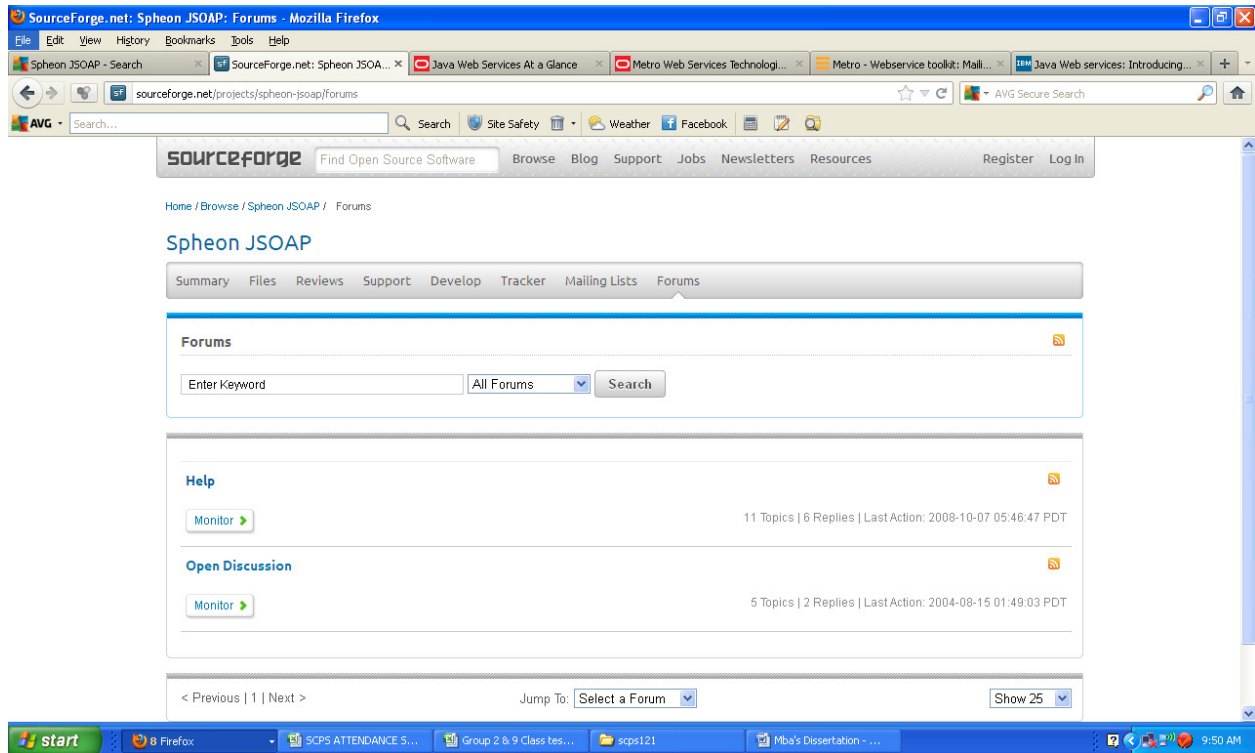 SourceForge.net: Spheon JSOAP: Forums - Mozilla Firefox
File Edit View History Bookmarks Tools Help
Spheon JSOAP - Search
SourceForge.net: Spheon JSOA...
Java Web Services At a Glance
Metro Web Services Technologi...
Metro - Webservice toolkit: Maili...
Java Web services: Introducing...
sourceforge.net/projects/spheon-jsoap/forums
AVG Secure Search
AVG Search... Search Site Safety Weather Facebook
sourceforge Find Open Source Software Browse Blog Support Jobs Newsletters Resources Register Log In
Home / Browse / Spheon JSOAP / Forums
Spheon JSOAP
Summary Files Reviews Support Develop Tracker Mailing Lists Forums
Forums
Enter Keyword All Forums Search
Help
Monitor 11 Topics | 6 Replies | Last Action: 2008-10-07 05:46:47 PDT
Open Discussion
Monitor 5 Topics | 2 Replies | Last Action: 2004-08-15 01:49:03 PDT
< Previous | 1 | Next > Jump To: Select a Forum Show 25
start 8 Firefox SCPS ATTENDANCE S... Group 2 & 9 Class tes... scps121 Mba's Dissertation - ... 9:50 AM